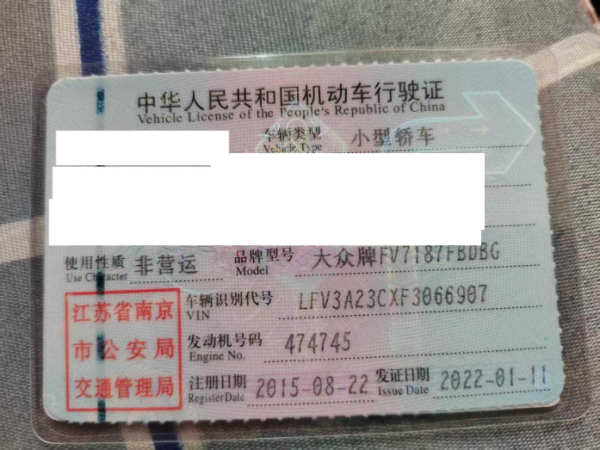 中华人民共和国机动车行驶证
Vehicle License of the People's Republic of China
车辆类型 小型轿车
Vehicle Type
使用性质 非营运 品牌型号 大众牌FV7187FBDBG
Use Character Model
江苏省南京 车辆识别代号 LFV3A23CXF3066907
VIN
市公安局 发动机号码 474745
Engine No.
交通管理局 注册日期 2015-08-22 发证日期 2022-01-11
Register Date Issue Date